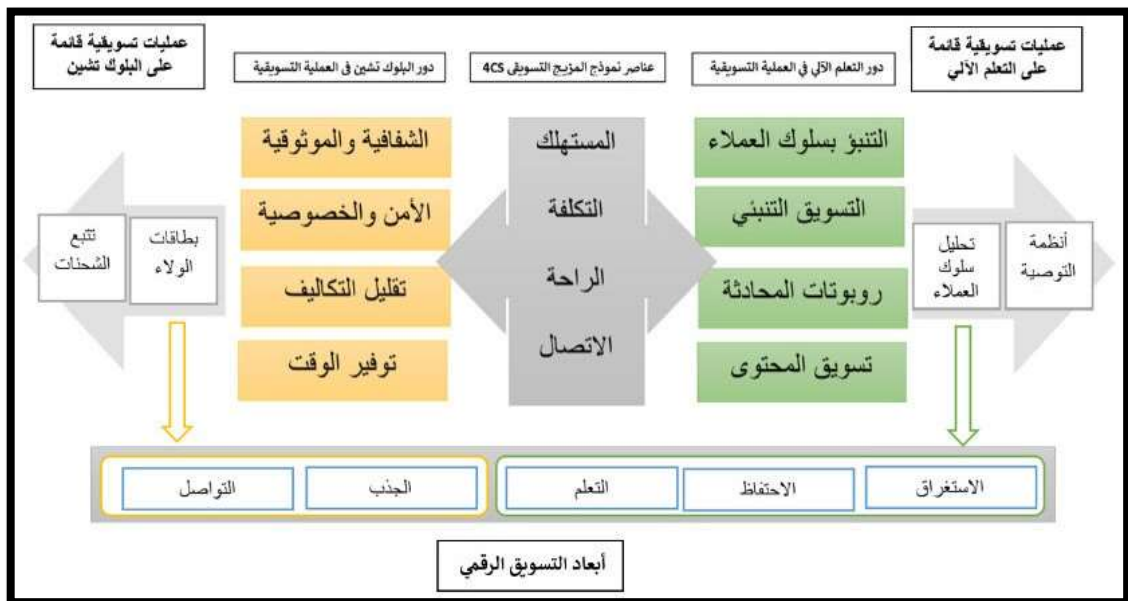 عمليات تسويقية قائمة
على التعلم الآلي
دور التعلم الآلي في العملية التسويقية
عناصر نموذج المزيج التسويقي 4CS
دور البلوك تشين فى العملية التسويقية
عمليات تسويقية قائمة
على البلوك تشين
التنبؤ بسلوك العملاء
التسويق التنبئي
روبوتات المحادثة
تسويق المحتوى
المستهلك
التكلفة
الراحة
الاتصال
الشفافية والموثوقية
الأمن والخصوصية
تقليل التكاليف
توفير الوقت
أنظمة
التوصية
تحليل
سلوك
العملاء
بطاقات
الولاء
تتبع
الشحنات
الاستغراق
الاحتفاظ
التعلم
الجذب
التواصل
أبعاد التسويق الرقمي